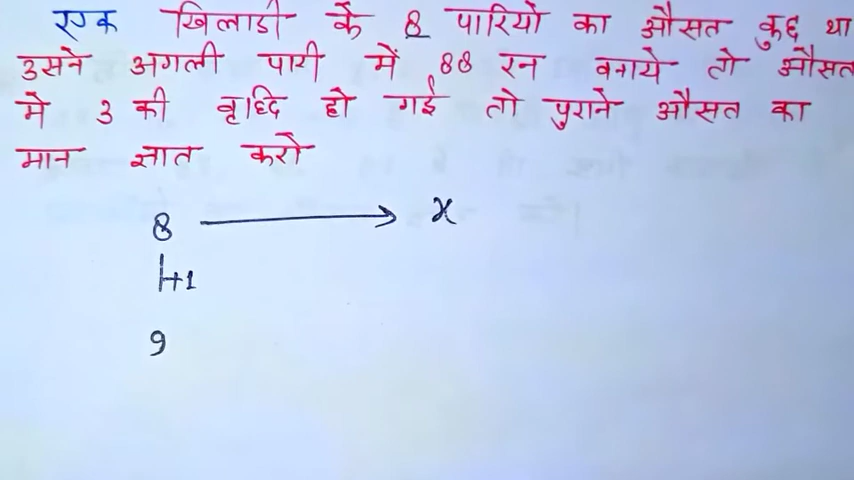 एक खिलाडी के 8 पारियो का औसत कुछ था
उसने अगली पारी में 88 रन बनाये तो औसत
मे 3 की वृध्दि हो गई तो पुराने औसत का
मान ज्ञात करो
8 → x
+1
9